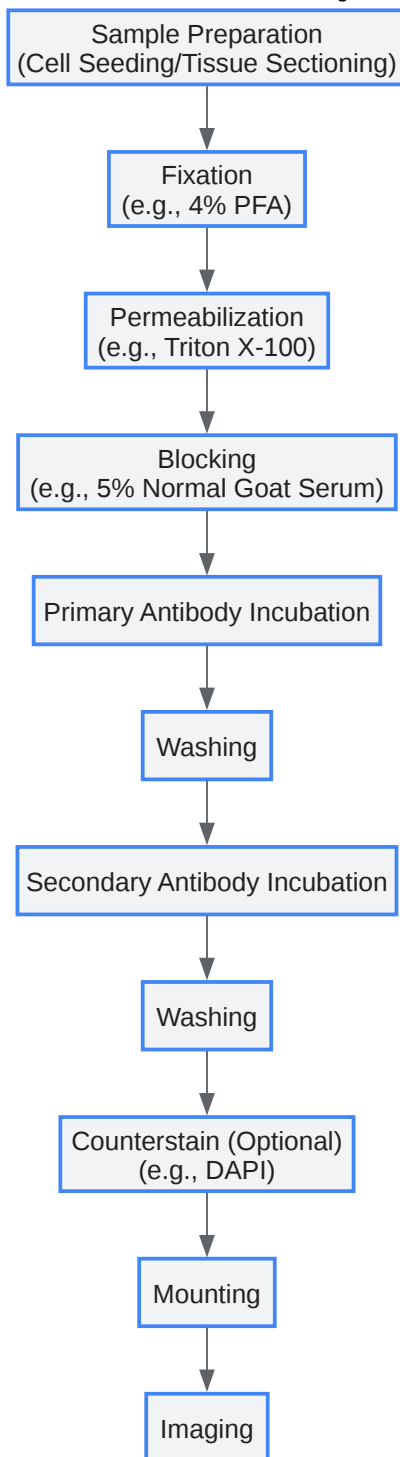 Sample Preparation
(Cell Seeding/Tissue Sectioning)
Fixation
(e.g., 4% PFA)
Permeabilization
(e.g., Triton X-100)
Blocking
(e.g., 5% Normal Goat Serum)
Primary Antibody Incubation
Washing
Secondary Antibody Incubation
Washing
Counterstain (Optional)
(e.g., DAPI)
Mounting
Imaging